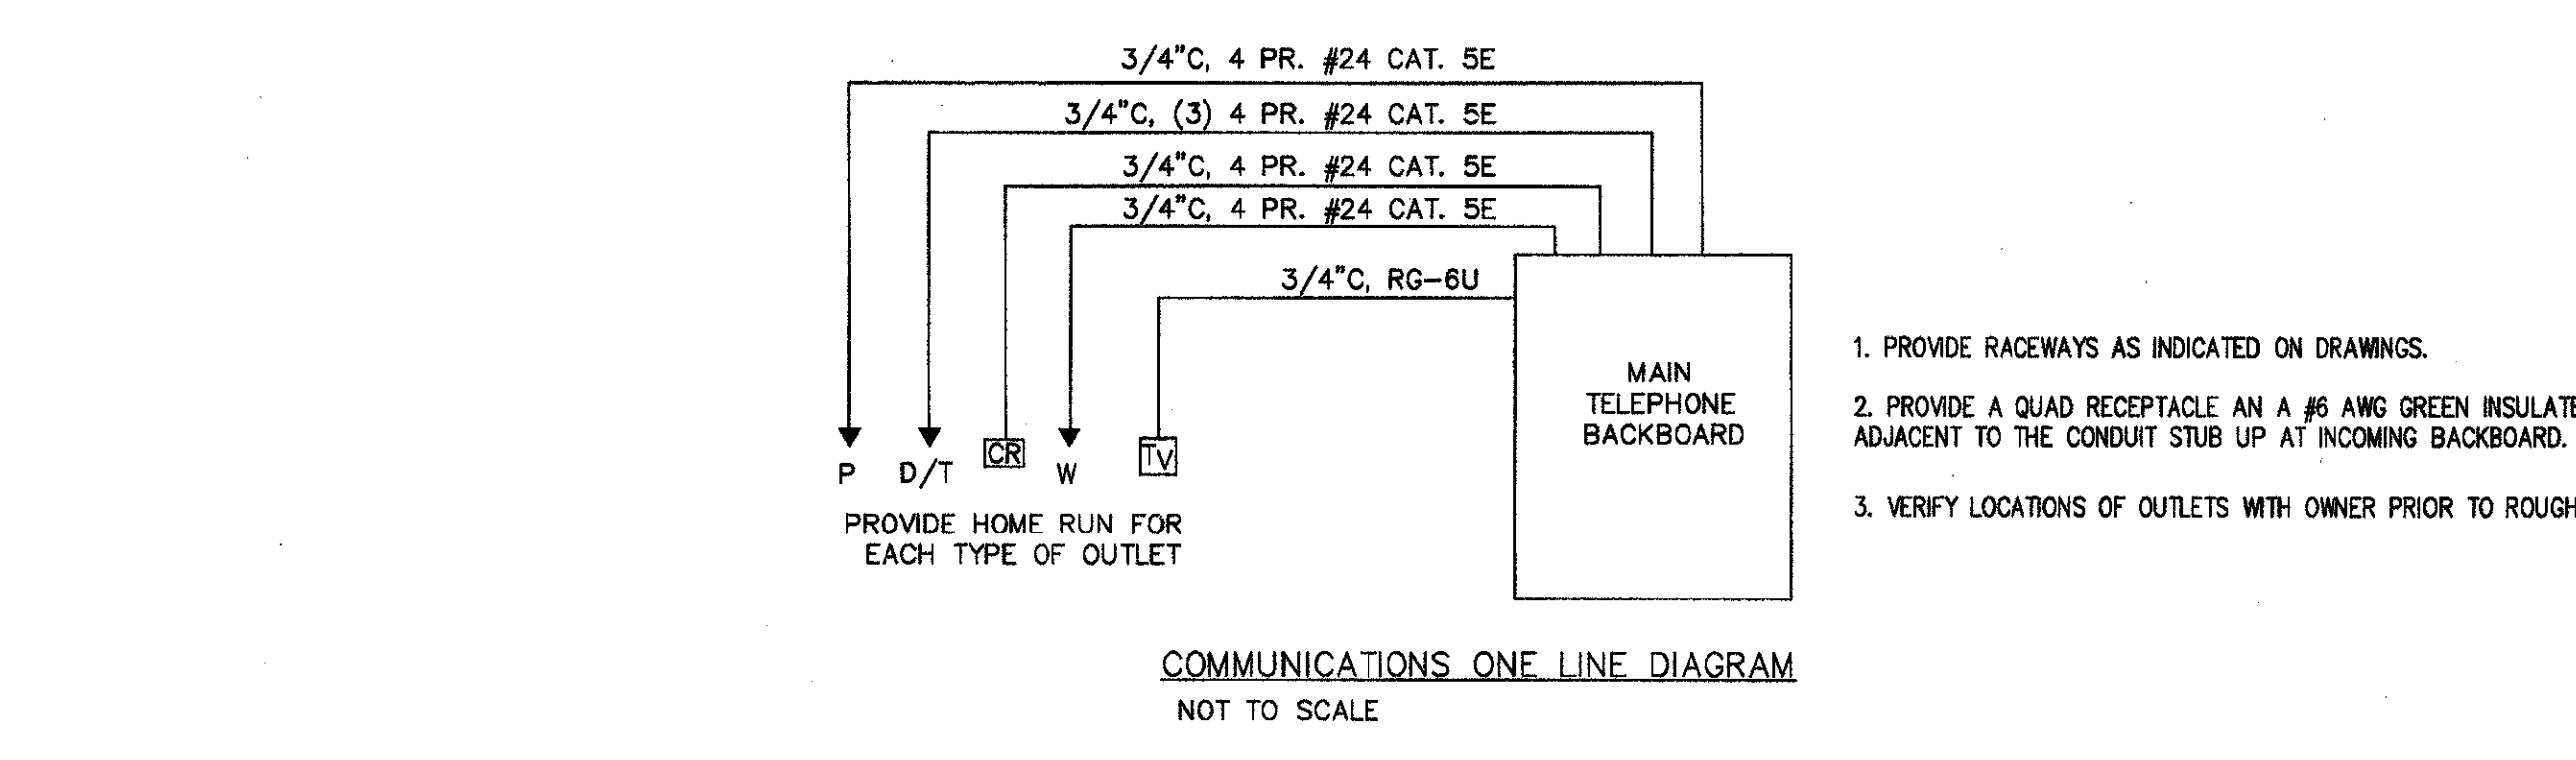 3/4"C, 4 PR. #24 CAT. 5E
3/4"C, (3) 4 PR. #24 CAT. 5E
3/4"C, 4 PR. #24 CAT. 5E
3/4"C, 4 PR. #24 CAT. 5E
3/4"C, RG-6U
MAIN
TELEPHONE
BACKBOARD
P
D/T
CR
W
TV
PROVIDE HOME RUN FOR
EACH TYPE OF OUTLET
1. PROVIDE RACEWAYS AS INDICATED ON DRAWINGS.
2. PROVIDE A QUAD RECEPTACLE AN A #6 AWG GREEN INSULATE
ADJACENT TO THE CONDUIT STUB UP AT INCOMING BACKBOARD.
3. VERIFY LOCATIONS OF OUTLETS WITH OWNER PRIOR TO ROUGH
COMMUNICATIONS ONE LINE DIAGRAM
NOT TO SCALE